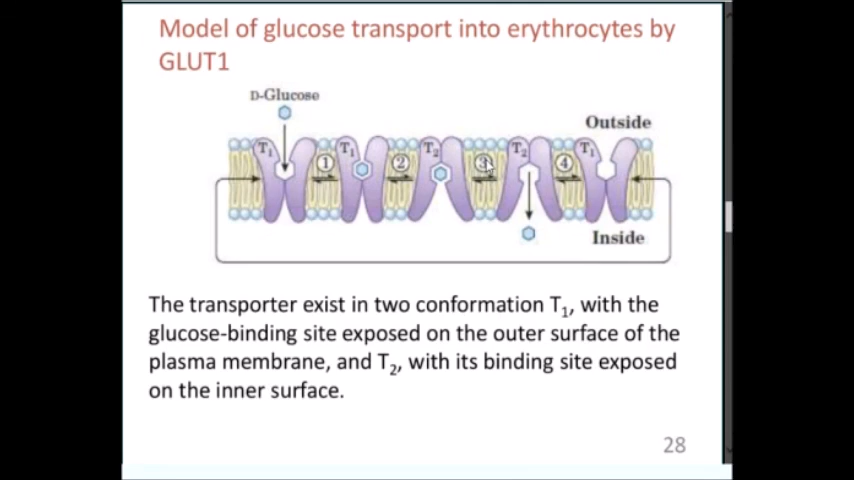 Model of glucose transport into erythrocytes by
GLUT1
D-Glucose
Outside
T₁ T₁ T₂ T₂ T₁
① ② ③ ④
Inside
The transporter exist in two conformation T₁, with the
glucose-binding site exposed on the outer surface of the
plasma membrane, and T₂, with its binding site exposed
on the inner surface.
28